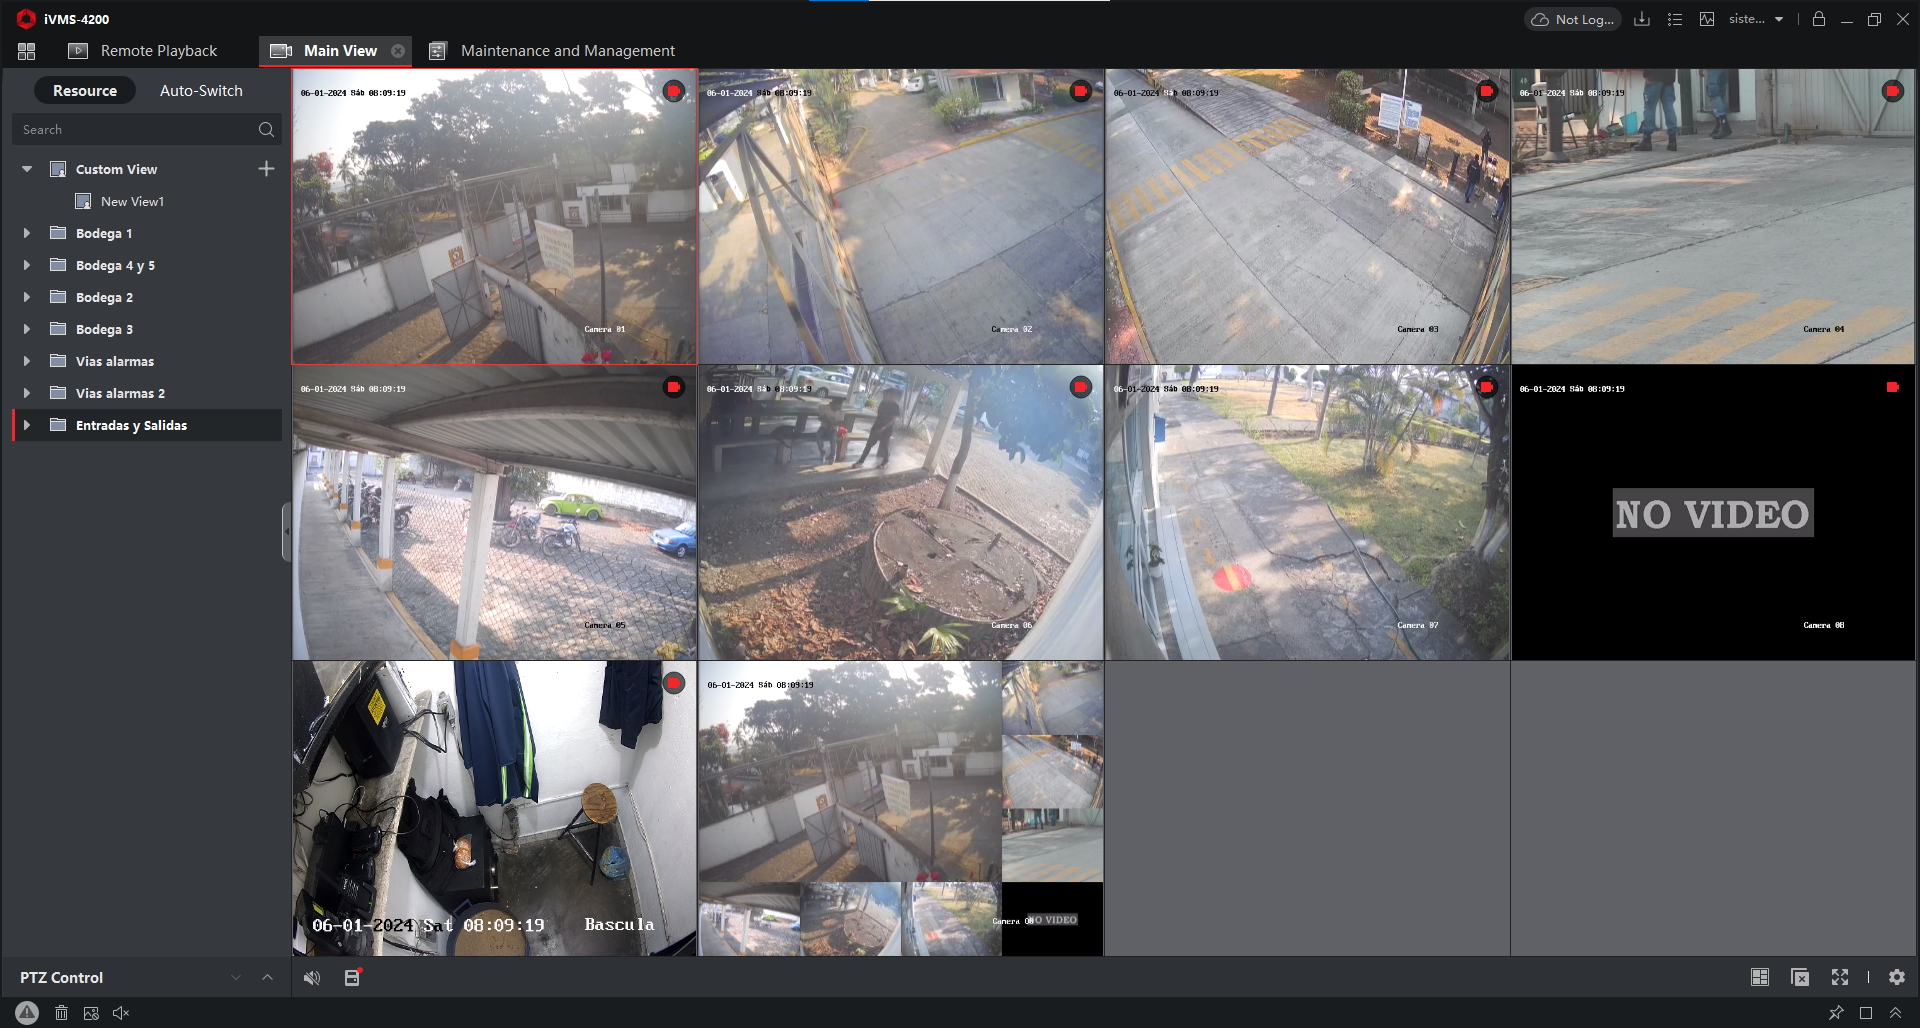 iVMS-4200
Not Log...
siste...
Remote Playback
Main View
Maintenance and Management
Resource
Auto-Switch
Search
Custom View
New View1
Bodega 1
Bodega 4 y 5
Bodega 2
Bodega 3
Vias alarmas
Vias alarmas 2
Entradas y Salidas
PTZ Control
06-01-2024 Sáb 08:09:19
Camera 01
06-01-2024 Sáb 08:09:19
Camera 02
06-01-2024 Sáb 08:09:19
Camera 03
06-01-2024 Sáb 08:09:19
Camera 04
06-01-2024 Sáb 08:09:19
Camera 05
06-01-2024 Sáb 08:09:19
Camera 06
06-01-2024 Sáb 08:09:19
Camera 07
06-01-2024 Sáb 08:09:19
NO VIDEO
Camera 08
06-01-2024 Sat 08:09:19
Bascula
06-01-2024 Sáb 08:09:19
Camera 08
NO VIDEO